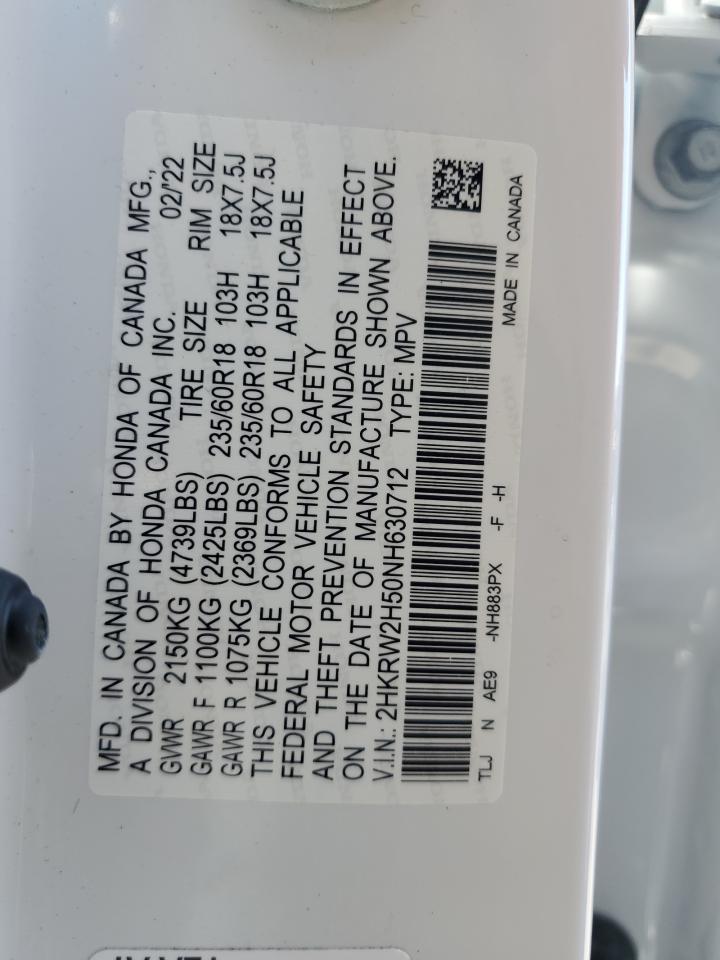 MFD. IN CANADA BY HONDA OF CANADA MFG.,
A DIVISION OF HONDA CANADA INC. 02/'22
GVWR 2150KG (4739LBS) TIRE SIZE RIM SIZE
GAWR F 1100KG (2425LBS) 235/60R18 103H 18X7.5J
GAWR R 1075KG (2369LBS) 235/60R18 103H 18X7.5J
THIS VEHICLE CONFORMS TO ALL APPLICABLE
FEDERAL MOTOR VEHICLE SAFETY
AND THEFT PREVENTION STANDARDS IN EFFECT
ON THE DATE OF MANUFACTURE SHOWN ABOVE.
V.I.N.: 2HKRW2H50NH630712 TYPE: MPV
TLJ N AE9 -NH883PX -F -H
MADE IN CANADA